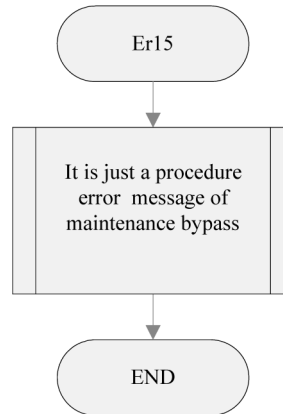 Er15
It is just a procedure
error message of
maintenance bypass
END